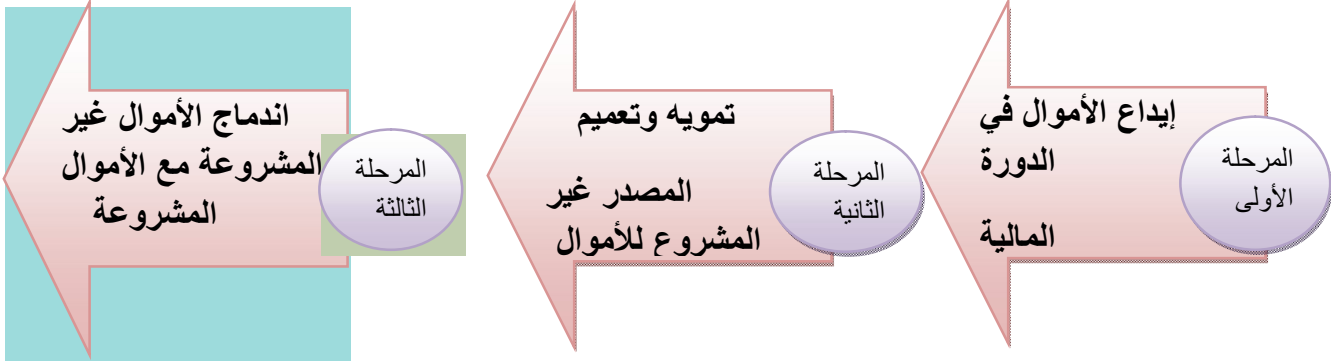 المرحلة
الأولى
إيداع الأموال في
الدورة
المالية
المرحلة
الثانية
تمويه وتعميم
المصدر غير
المشروع للأموال
المرحلة
الثالثة
اندماج الأموال غير
المشروعة مع الأموال
المشروعة